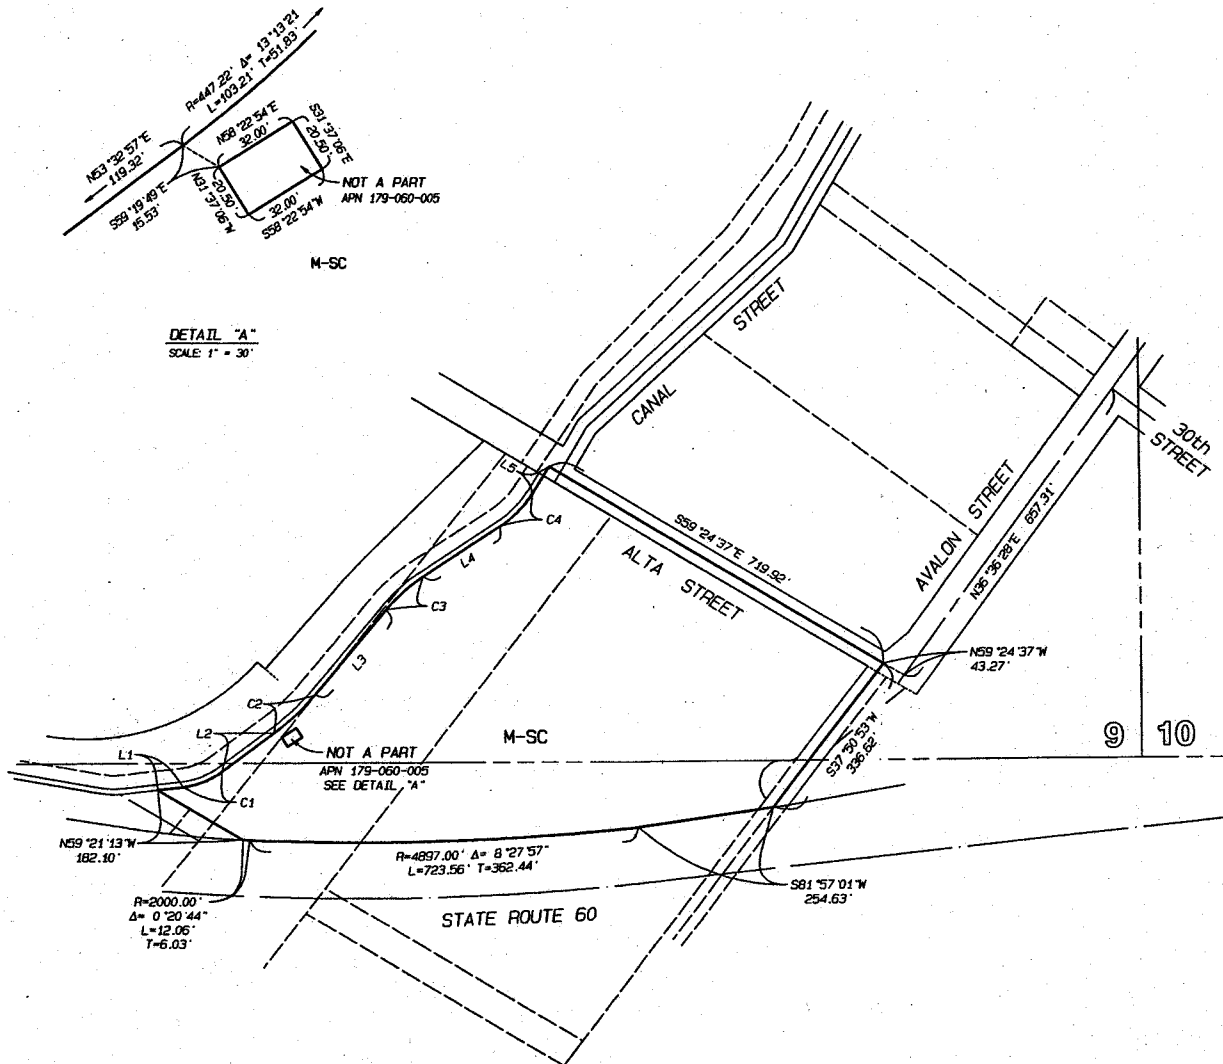 R=447.22' Δ= 13°13'21
L=103.21' T=51.83'
N53°32'57"E
119.32'
N58°22'54"E
32.00'
S31°37'06"E
20.50'
S59°19'49"E
15.53'
N31°37'06"W
20.50'
32.00'
S58°22'54"W
NOT A PART
APN 179-060-005
M-SC
DETAIL "A"
SCALE: 1" = 30'
CANAL STREET
30th
STREET
AVALON STREET
N36°36'28"E 657.31'
L5
C4
S59°24'37"E 719.92'
ALTA STREET
L4
C3
L3
N59°24'37"W
43.27'
C2
L2
L1
C1
NOT A PART
APN 179-060-005
SEE DETAIL "A"
M-SC
S37°50'53"W
336.62'
9 10
N59°21'13"W
182.10'
R=4897.00' Δ= 8°27'57"
L=723.56' T=362.44'
S81°57'01"W
254.63'
R=2000.00'
Δ= 0°20'44"
L=12.06'
T=6.03'
STATE ROUTE 60